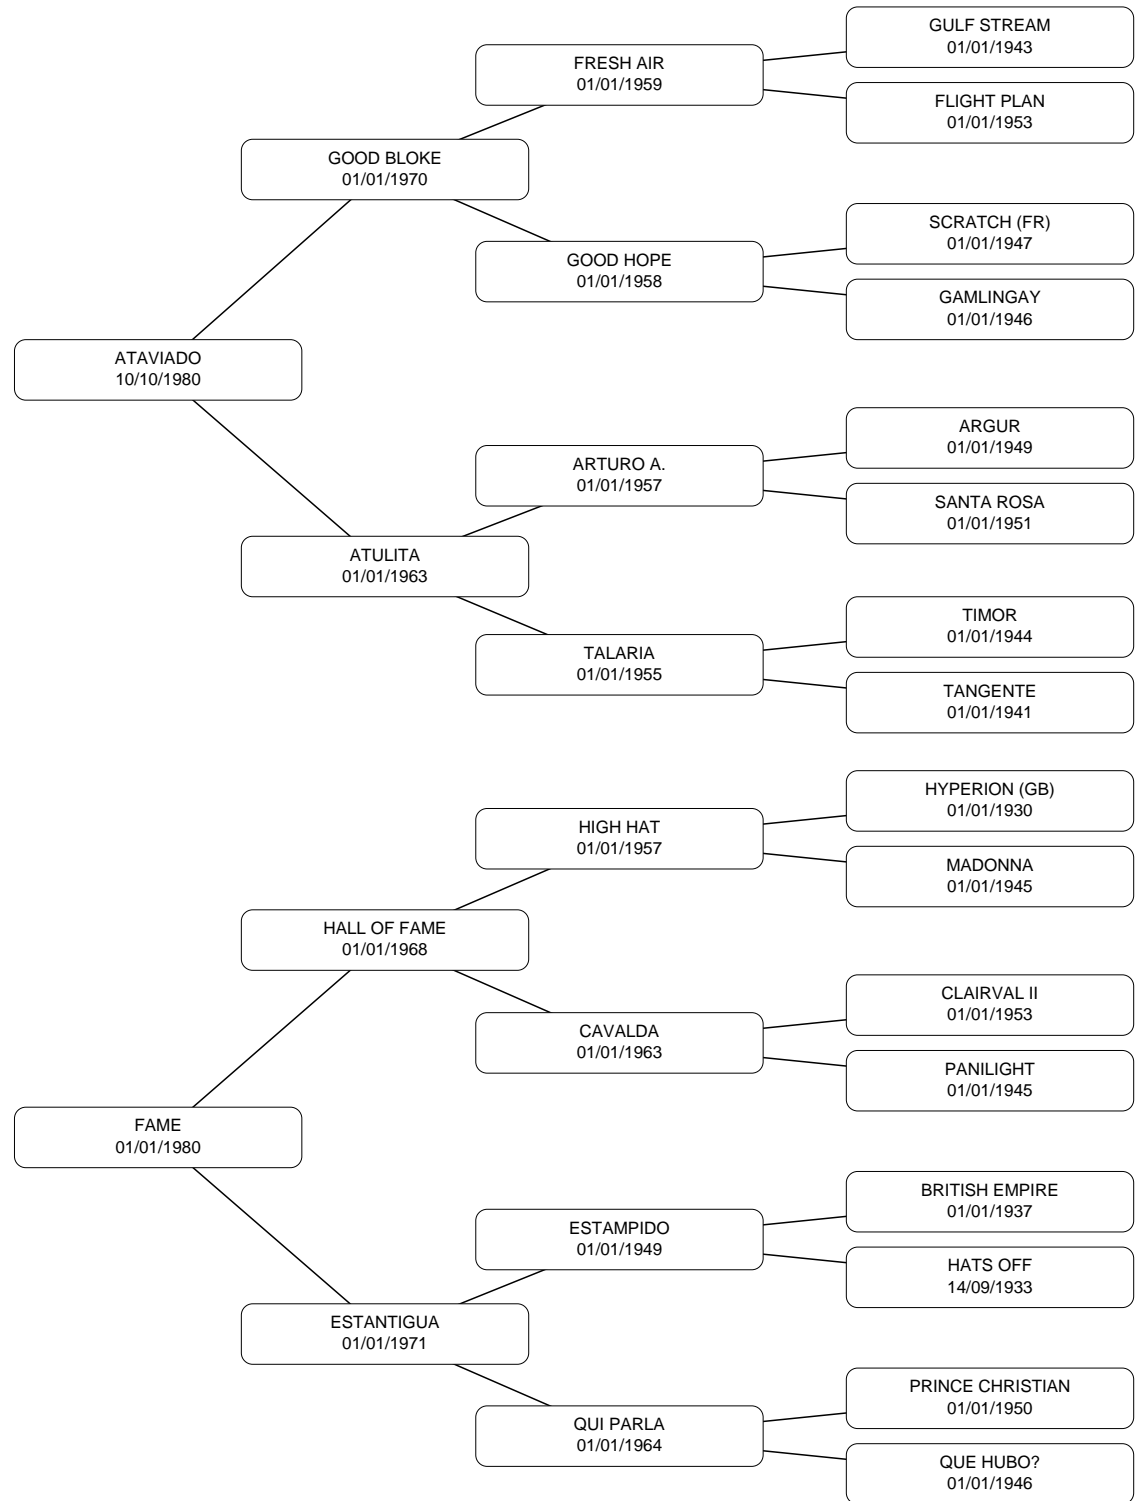 GULF STREAM
01/01/1943
FRESH AIR
01/01/1959
FLIGHT PLAN
01/01/1953
GOOD BLOKE
01/01/1970
SCRATCH (FR)
01/01/1947
GOOD HOPE
01/01/1958
GAMLINGAY
01/01/1946
ATAVIADO
10/10/1980
ARGUR
01/01/1949
ARTURO A.
01/01/1957
SANTA ROSA
01/01/1951
ATULITA
01/01/1963
TIMOR
01/01/1944
TALARIA
01/01/1955
TANGENTE
01/01/1941
HYPERION (GB)
01/01/1930
HIGH HAT
01/01/1957
MADONNA
01/01/1945
HALL OF FAME
01/01/1968
CLAIRVAL II
01/01/1953
CAVALDA
01/01/1963
PANILIGHT
01/01/1945
FAME
01/01/1980
BRITISH EMPIRE
01/01/1937
ESTAMPIDO
01/01/1949
HATS OFF
14/09/1933
ESTANTIGUA
01/01/1971
PRINCE CHRISTIAN
01/01/1950
QUI PARLA
01/01/1964
QUE HUBO?
01/01/1946